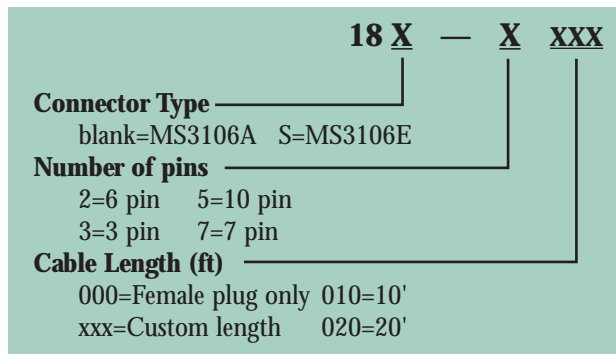 18 X — X XXX
Connector Type
blank=MS3106A S=MS3106E
Number of pins
2=6 pin 5=10 pin
3=3 pin 7=7 pin
Cable Length (ft)
000=Female plug only 010=10'
xxx=Custom length 020=20'